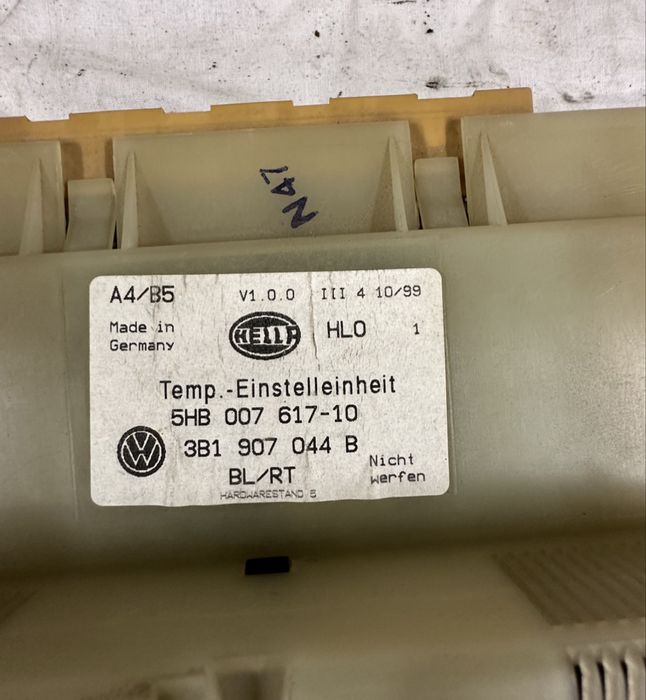 N47
A4/B5 V1.0.0 III 4 10/99
Made in
Germany
HELLA HLO 1
Temp.-Einstelleinheit
5HB 007 617-10
VW 3B1 907 044 B
BL/RT Nicht
werfen
HARDWARESTAND 5